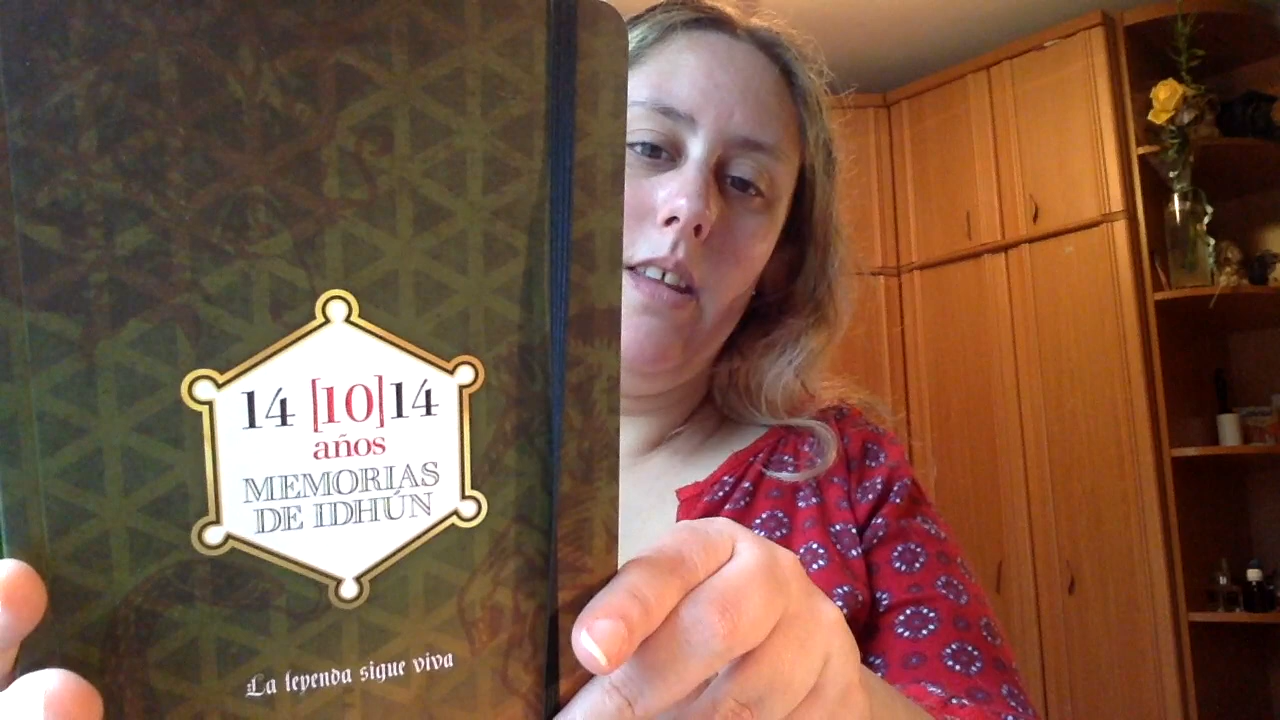 14 [10] 14
años
MEMORIAS
DE IDHÚN
La leyenda sigue viva